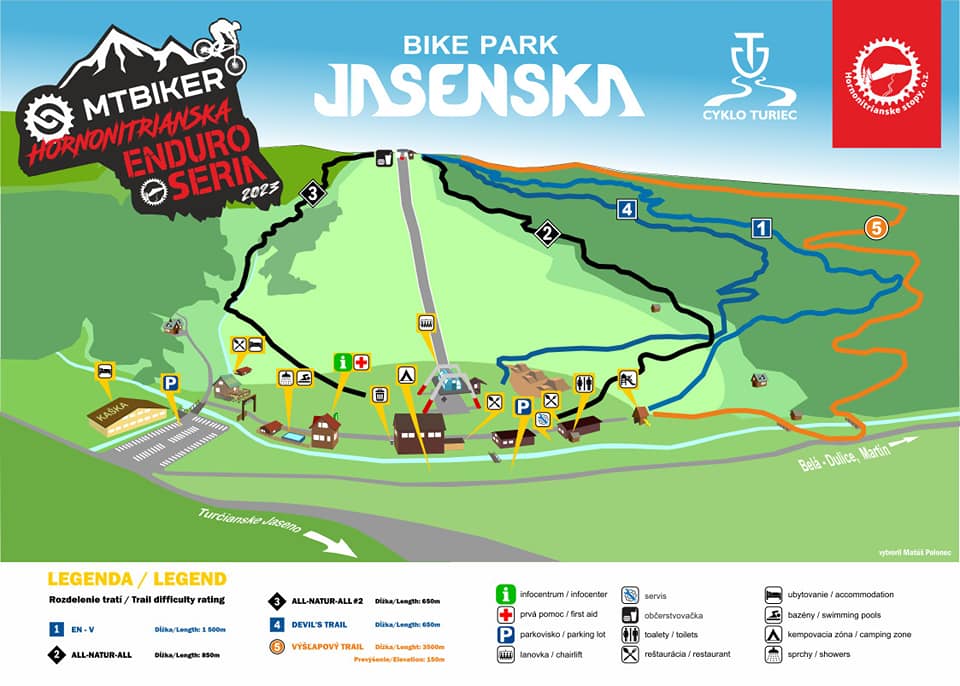 MTBIKER
HORNONITRIANSKA
ENDURO
SERIA
2023
BIKE PARK
JASENSKA
CYKLO TURIEC
Hornonitrianske stopy, o.z.
3
2
4
1
5
KAŠKA
P
i
P
Turčianske Jaseno
Belá - Dulice, Martin
vytvoril Matúš Polonec
LEGENDA / LEGEND
Rozdelenie tratí / Trail difficulty rating
1 EN - V Dĺžka/Length: 1 500m
2 ALL-NATUR-ALL Dĺžka/Length: 850m
3 ALL-NATUR-ALL #2 Dĺžka/Length: 650m
4 DEVIL'S TRAIL Dĺžka/Length: 650m
5 VÝŠLAPOVÝ TRAIL Dĺžka/Lenght: 3500m
Prevýšenie/Elevation: 150m
i infocentrum / infocenter
prvá pomoc / first aid
P parkovisko / parking lot
lanovka / chairlift
servis
občerstvovačka
toalety / toilets
reštaurácia / restaurant
ubytovanie / accommodation
bazény / swimming pools
kempovacia zóna / camping zone
sprchy / showers